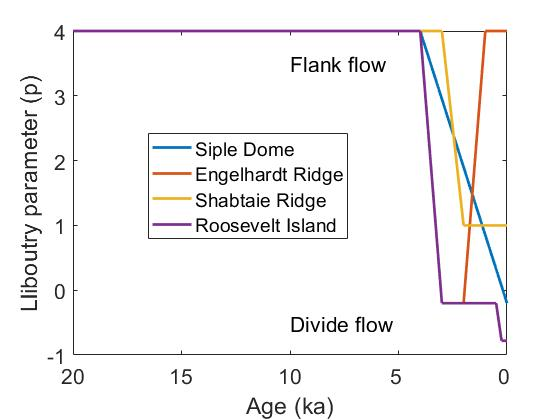 Lliboutry parameter (p)
4
3
2
1
0
-1
Flank flow
Siple Dome
Engelhardt Ridge
Shabtaie Ridge
Roosevelt Island
Divide flow
20
15
10
5
0
Age (ka)